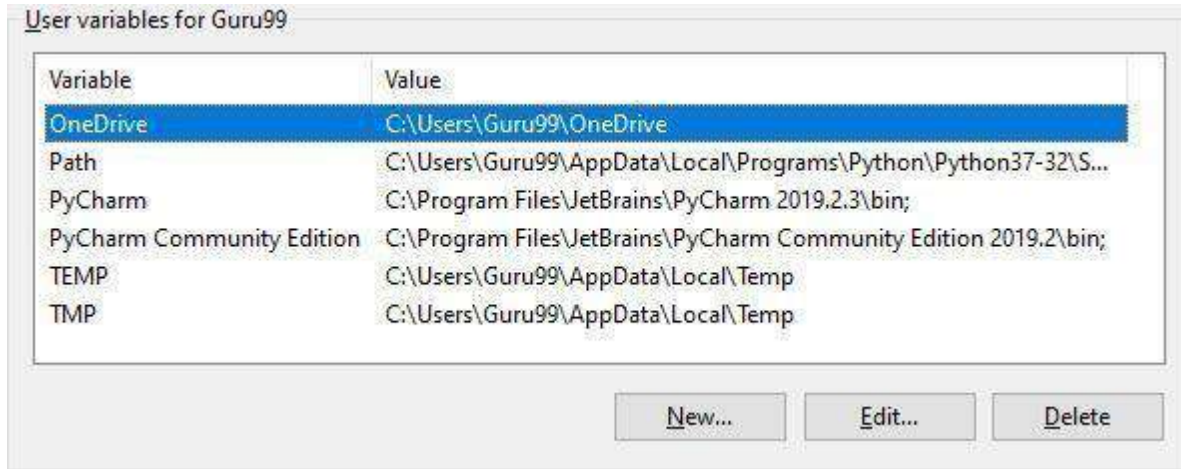 User variables for Guru99
Variable Value
OneDrive C:\Users\Guru99\OneDrive
Path C:\Users\Guru99\AppData\Local\Programs\Python\Python37-32\S...
PyCharm C:\Program Files\JetBrains\PyCharm 2019.2.3\bin;
PyCharm Community Edition C:\Program Files\JetBrains\PyCharm Community Edition 2019.2\bin;
TEMP C:\Users\Guru99\AppData\Local\Temp
TMP C:\Users\Guru99\AppData\Local\Temp
New... Edit... Delete